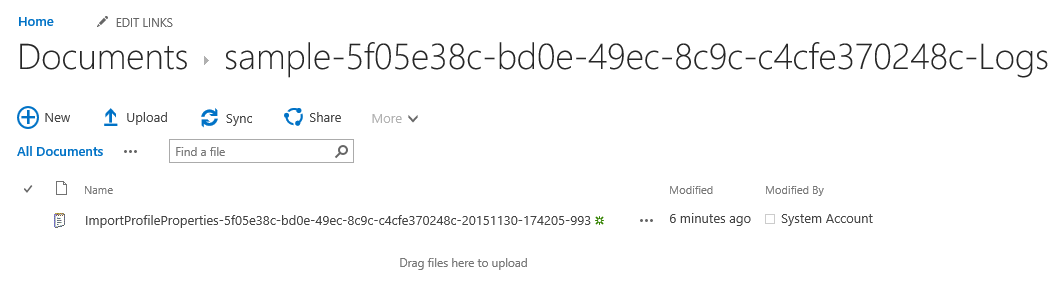 Home EDIT LINKS
Documents sample-5f05e38c-bd0e-49ec-8c9c-c4cfe370248c-Logs
New Upload Sync Share More
All Documents ··· Find a file
Name Modified Modified By
ImportProfileProperties-5f05e38c-bd0e-49ec-8c9c-c4cfe370248c-20151130-174205-993 ··· 6 minutes ago System Account
Drag files here to upload